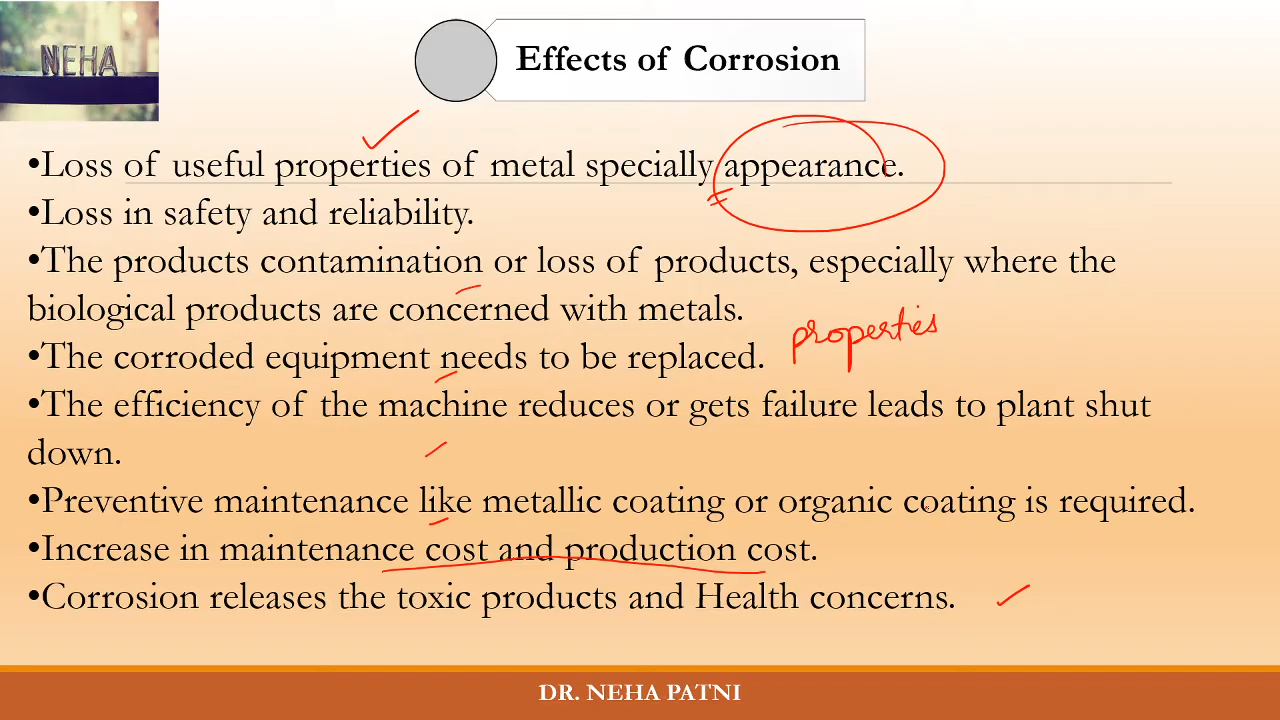 NEHA
Effects of Corrosion
•Loss of useful properties of metal specially appearance.
•Loss in safety and reliability.
•The products contamination or loss of products, especially where the
biological products are concerned with metals.
properties
•The corroded equipment needs to be replaced.
•The efficiency of the machine reduces or gets failure leads to plant shut
down.
•Preventive maintenance like metallic coating or organic coating is required.
•Increase in maintenance cost and production cost.
•Corrosion releases the toxic products and Health concerns.
DR. NEHA PATNI